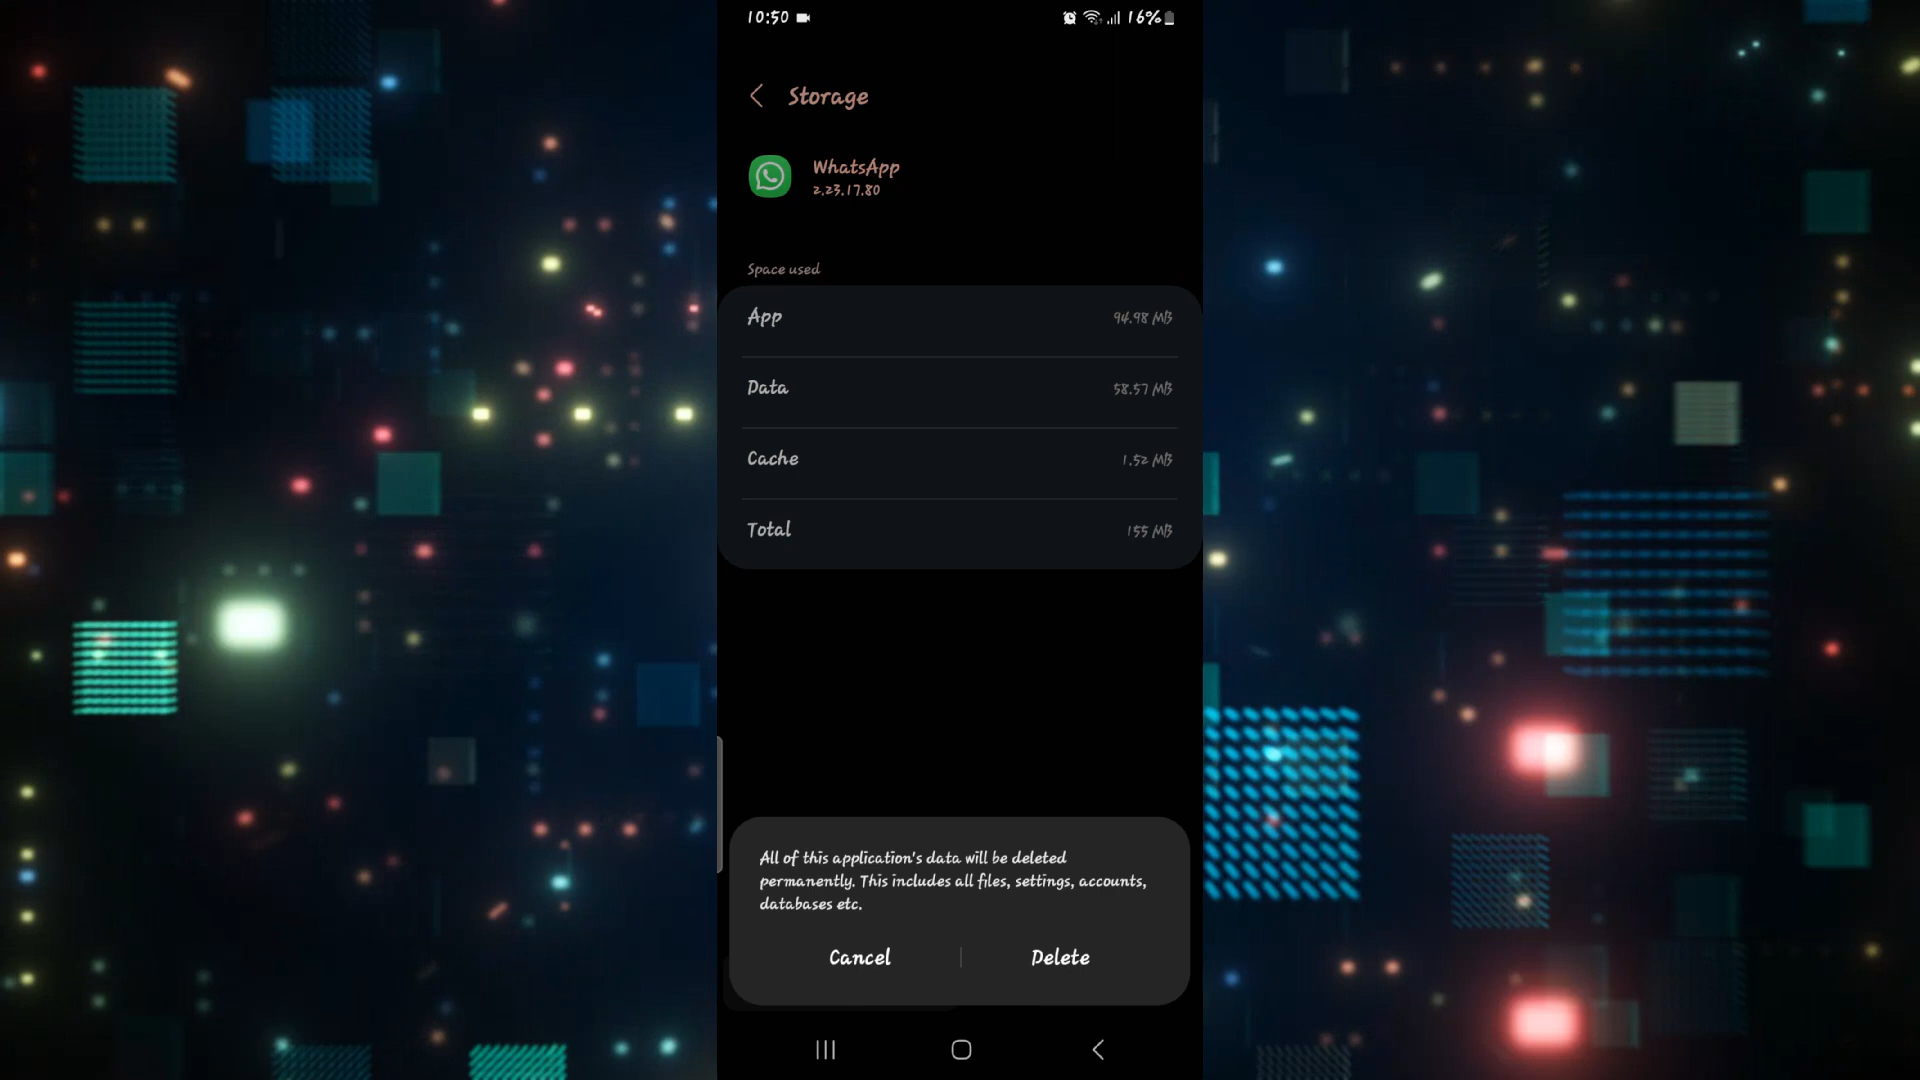 10:50
16%
Storage
WhatsApp
2.23.17.80
Space used
App 94.98 MB
Data 58.57 MB
Cache 1.52 MB
Total 155 MB
All of this application's data will be deleted
permanently. This includes all files, settings, accounts,
databases etc.
Cancel Delete